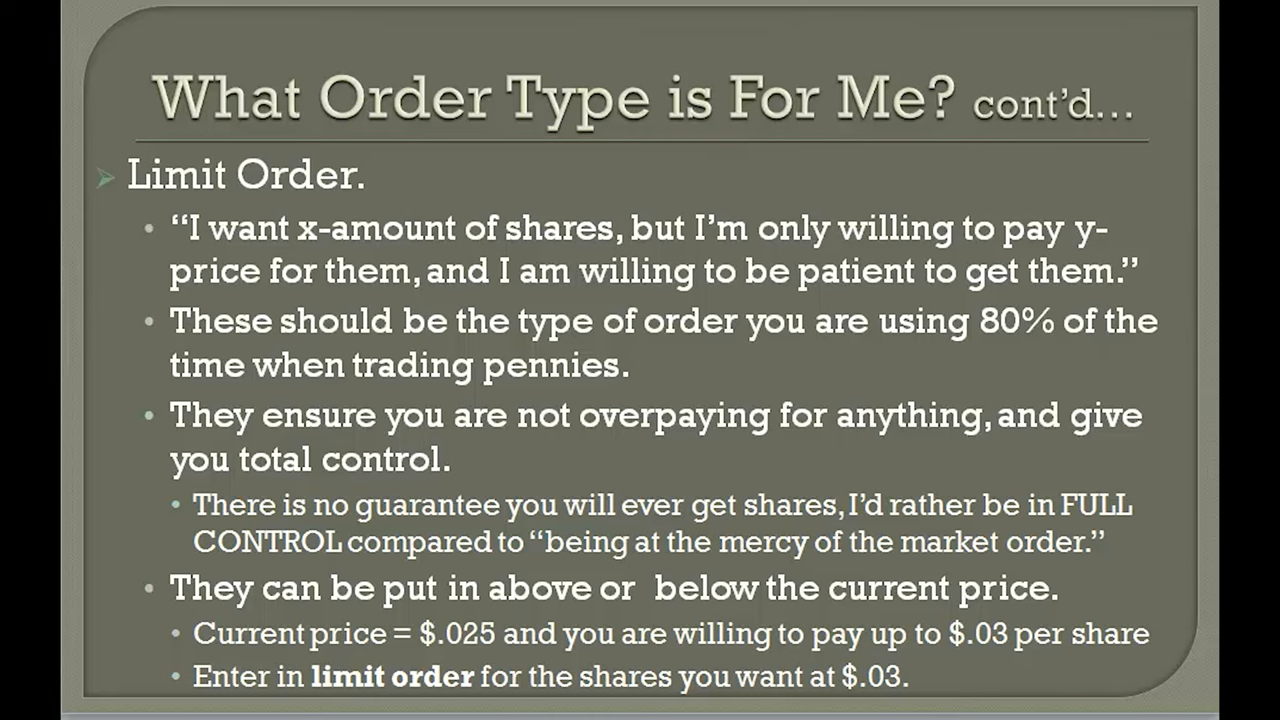 What Order Type is For Me? cont’d…
Limit Order.
“I want x-amount of shares, but I’m only willing to pay y-
price for them, and I am willing to be patient to get them.”
These should be the type of order you are using 80% of the
time when trading pennies.
They ensure you are not overpaying for anything, and give
you total control.
There is no guarantee you will ever get shares, I’d rather be in FULL
CONTROL compared to “being at the mercy of the market order.”
They can be put in above or  below the current price.
Current price = $.025 and you are willing to pay up to $.03 per share
Enter in limit order for the shares you want at $.03.